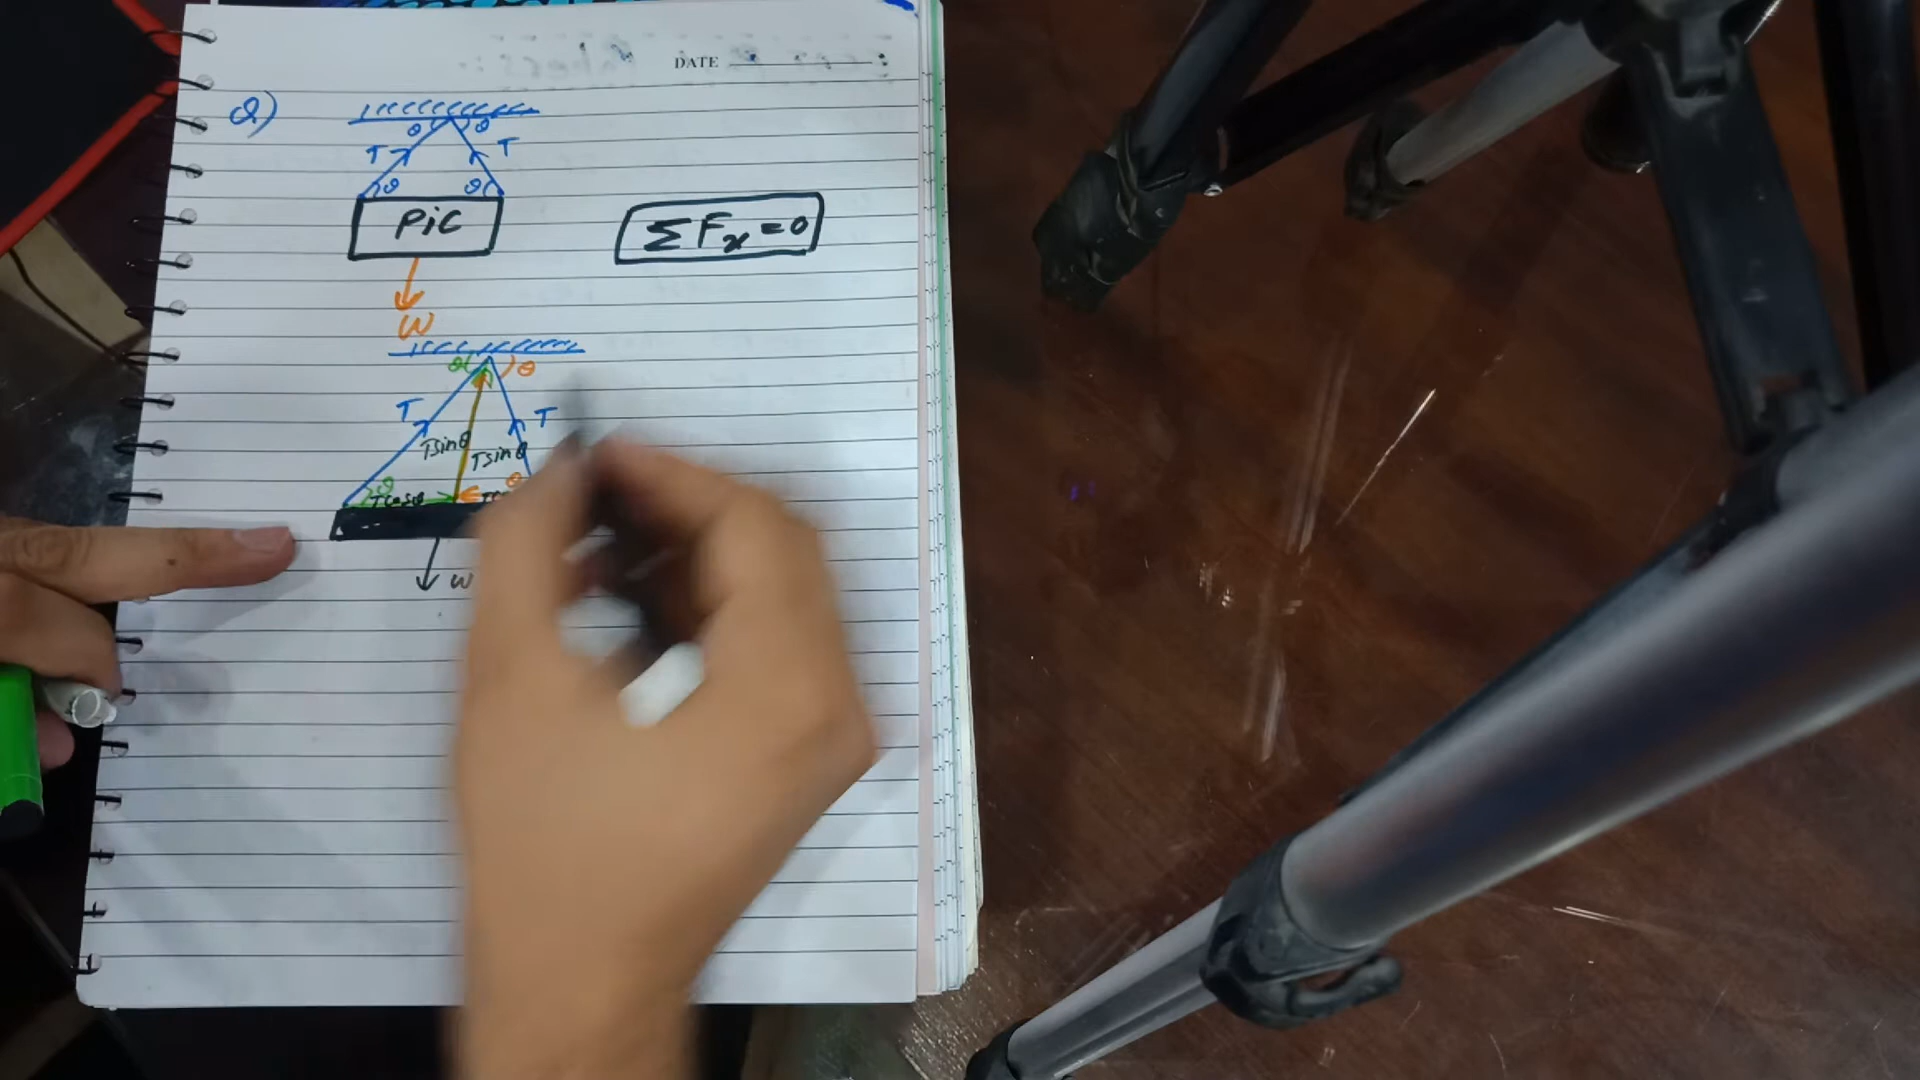 DATE
Q)
θ θ
T T
θ θ
PiC
ΣFx=0
W
θ θ
T T
Tsinθ Tsinθ
θ θ
Tcosθ
W